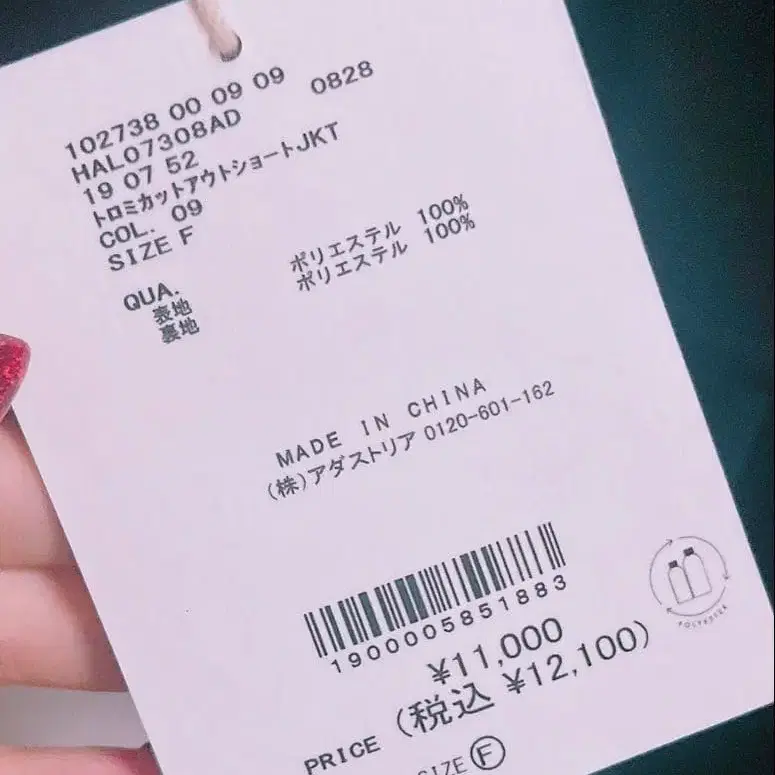 102738 00 09 09 0828
HAL07308AD
19 07 52
トロミカットアウトショートJKT
COL. 09
SIZE F
QUA.
表地 ポリエステル 100%
裏地 ポリエステル 100%
MADE IN CHINA
(株)アダストリア 0120-601-162
1900005851883
¥11,000
PRICE (税込 ¥12,100)
SIZE F
POLYESTER